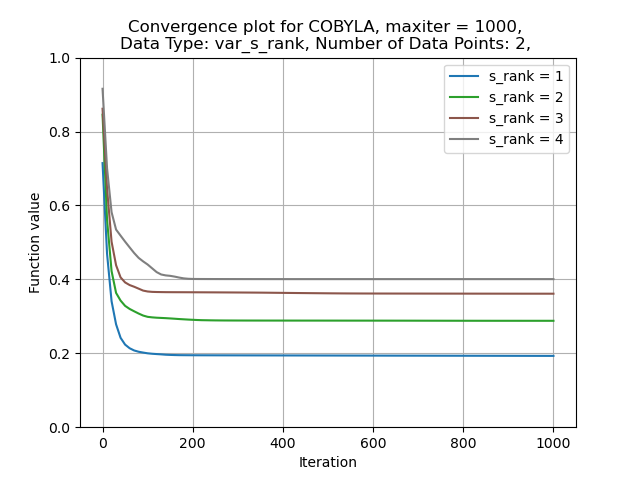 Convergence plot for COBYLA, maxiter = 1000,
Data Type: var_s_rank, Number of Data Points: 2,
1.0
0.8
0.6
0.4
0.2
0.0
Function value
s_rank = 1
s_rank = 2
s_rank = 3
s_rank = 4
0 200 400 600 800 1000
Iteration